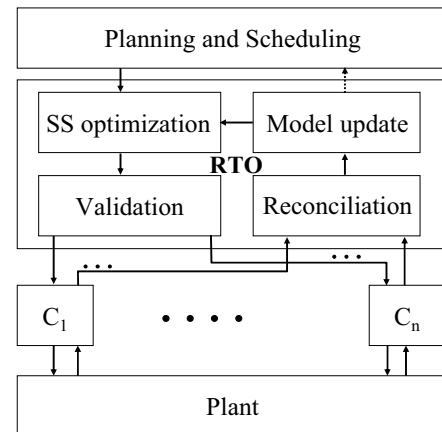 Planning and Scheduling
SS optimization
Model update
RTO
Validation
Reconciliation
C1
Cn
Plant